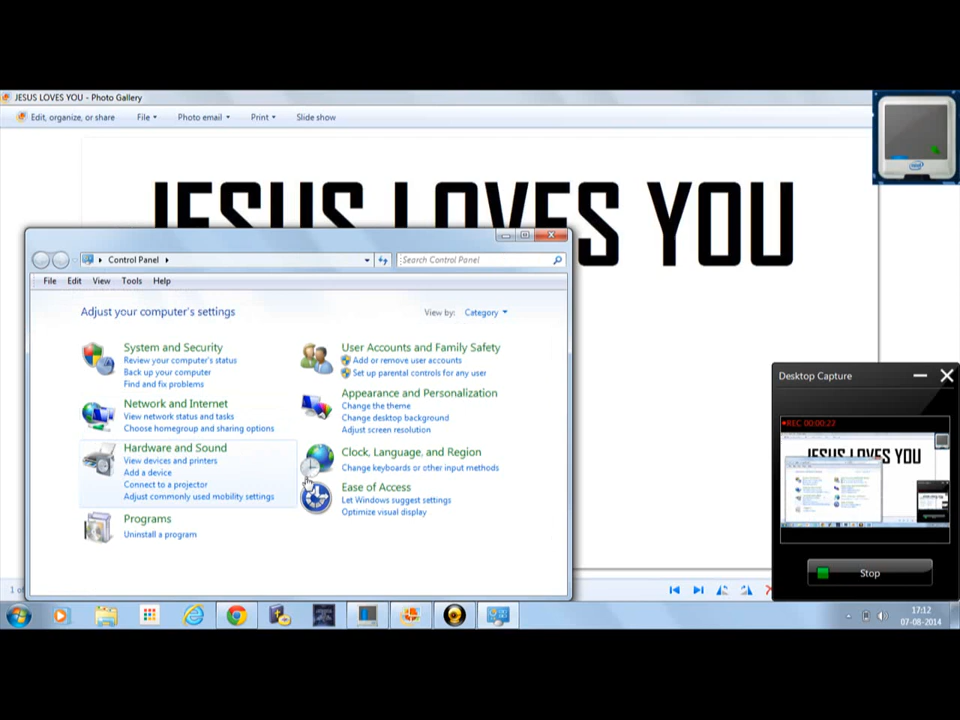 JESUS LOVES YOU - Photo Gallery
Edit, organize, or share File Photo email Print Slide show
JESUS LOVES YOU
Control Panel
Search Control Panel
File Edit View Tools Help
Adjust your computer's settings
View by: Category
System and Security
Review your computer's status
Back up your computer
Find and fix problems
Network and Internet
View network status and tasks
Choose homegroup and sharing options
Hardware and Sound
View devices and printers
Add a device
Connect to a projector
Adjust commonly used mobility settings
Programs
Uninstall a program
User Accounts and Family Safety
Add or remove user accounts
Set up parental controls for any user
Appearance and Personalization
Change the theme
Change desktop background
Adjust screen resolution
Clock, Language, and Region
Change keyboards or other input methods
Ease of Access
Let Windows suggest settings
Optimize visual display
intel
Desktop Capture
REC 00:00:22
JESUS LOVES YOU
Stop
17:12
07-08-2014